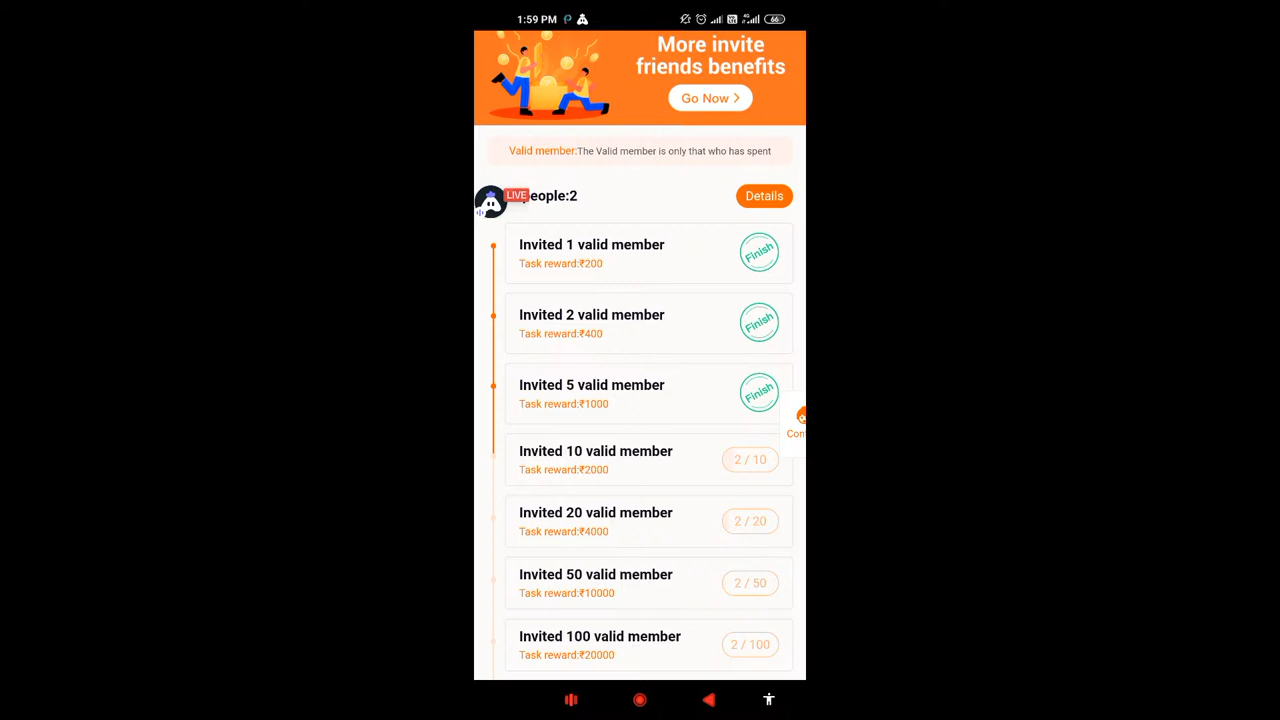 1:59 PM
4G
66
More invite
friends benefits
Go Now
Valid member:The Valid member is only that who has spent
LIVE
people:2
Details
Invited 1 valid member
Task reward:₹200
Finish
Invited 2 valid member
Task reward:₹400
Finish
Invited 5 valid member
Task reward:₹1000
Finish
Con
Invited 10 valid member
Task reward:₹2000
2 / 10
Invited 20 valid member
Task reward:₹4000
2 / 20
Invited 50 valid member
Task reward:₹10000
2 / 50
Invited 100 valid member
Task reward:₹20000
2 / 100